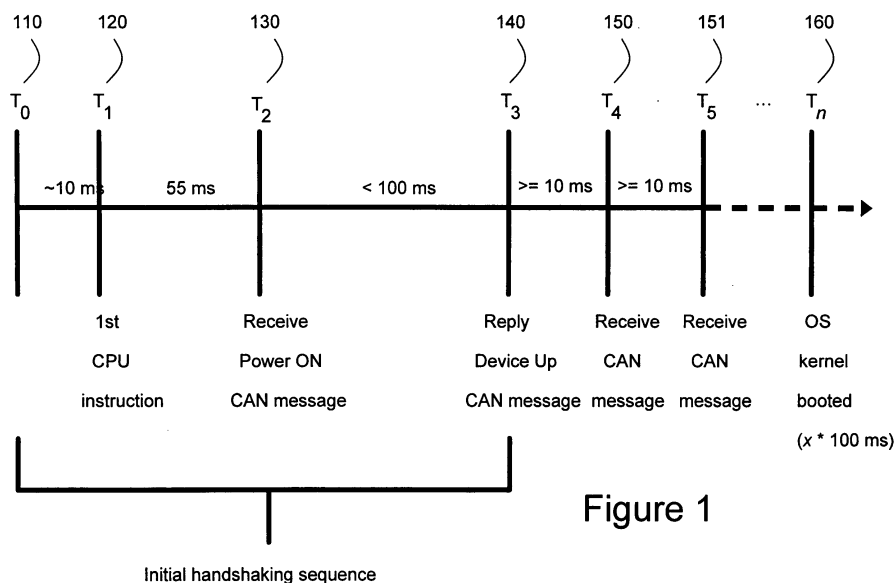 110 120 130 140 150 151 160
T0 T1 T2 T3 T4 T5 ... Tn
~10 ms 55 ms < 100 ms >= 10 ms >= 10 ms
1st Receive Reply Receive Receive OS
CPU Power ON Device Up CAN CAN kernel
instruction CAN message CAN message message message booted
(x * 100 ms)
Figure 1
Initial handshaking sequence